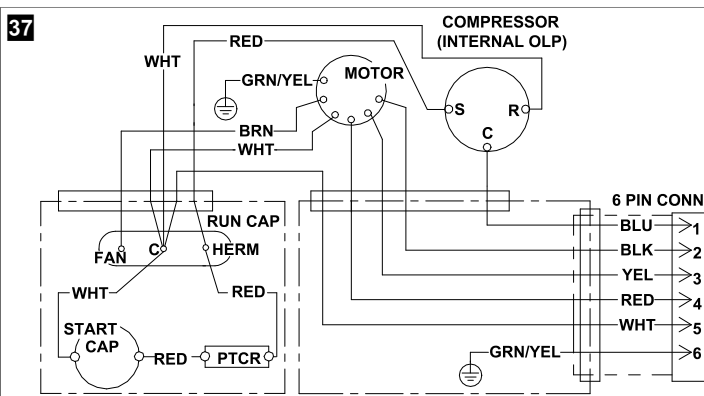 37
COMPRESSOR
(INTERNAL OLP)
RED
WHT
GRN/YEL
MOTOR
BRN
WHT
S
R
C
6 PIN CONN
RUN CAP
FAN
C
HERM
BLU
1
BLK
2
YEL
3
RED
4
WHT
5
GRN/YEL
6
WHT
RED
START
CAP
RED
PTCR